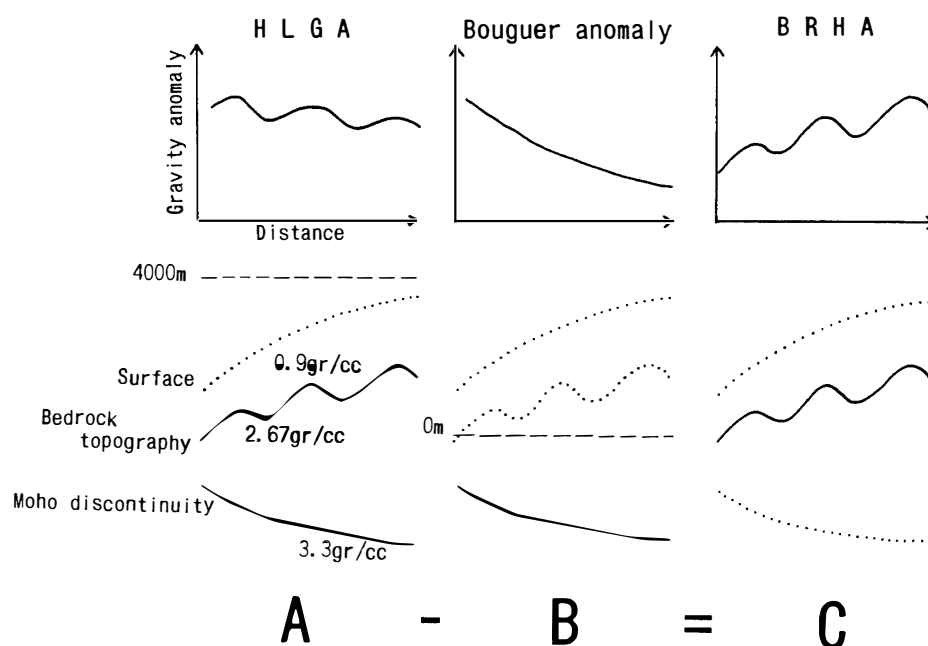 H L G A
Bouguer anomaly
B R H A
Gravity anomaly
Distance
4000m
Surface
0.9gr/cc
Bedrock
topography
2.67gr/cc
0m
Moho discontinuity
3.3gr/cc
A - B = C